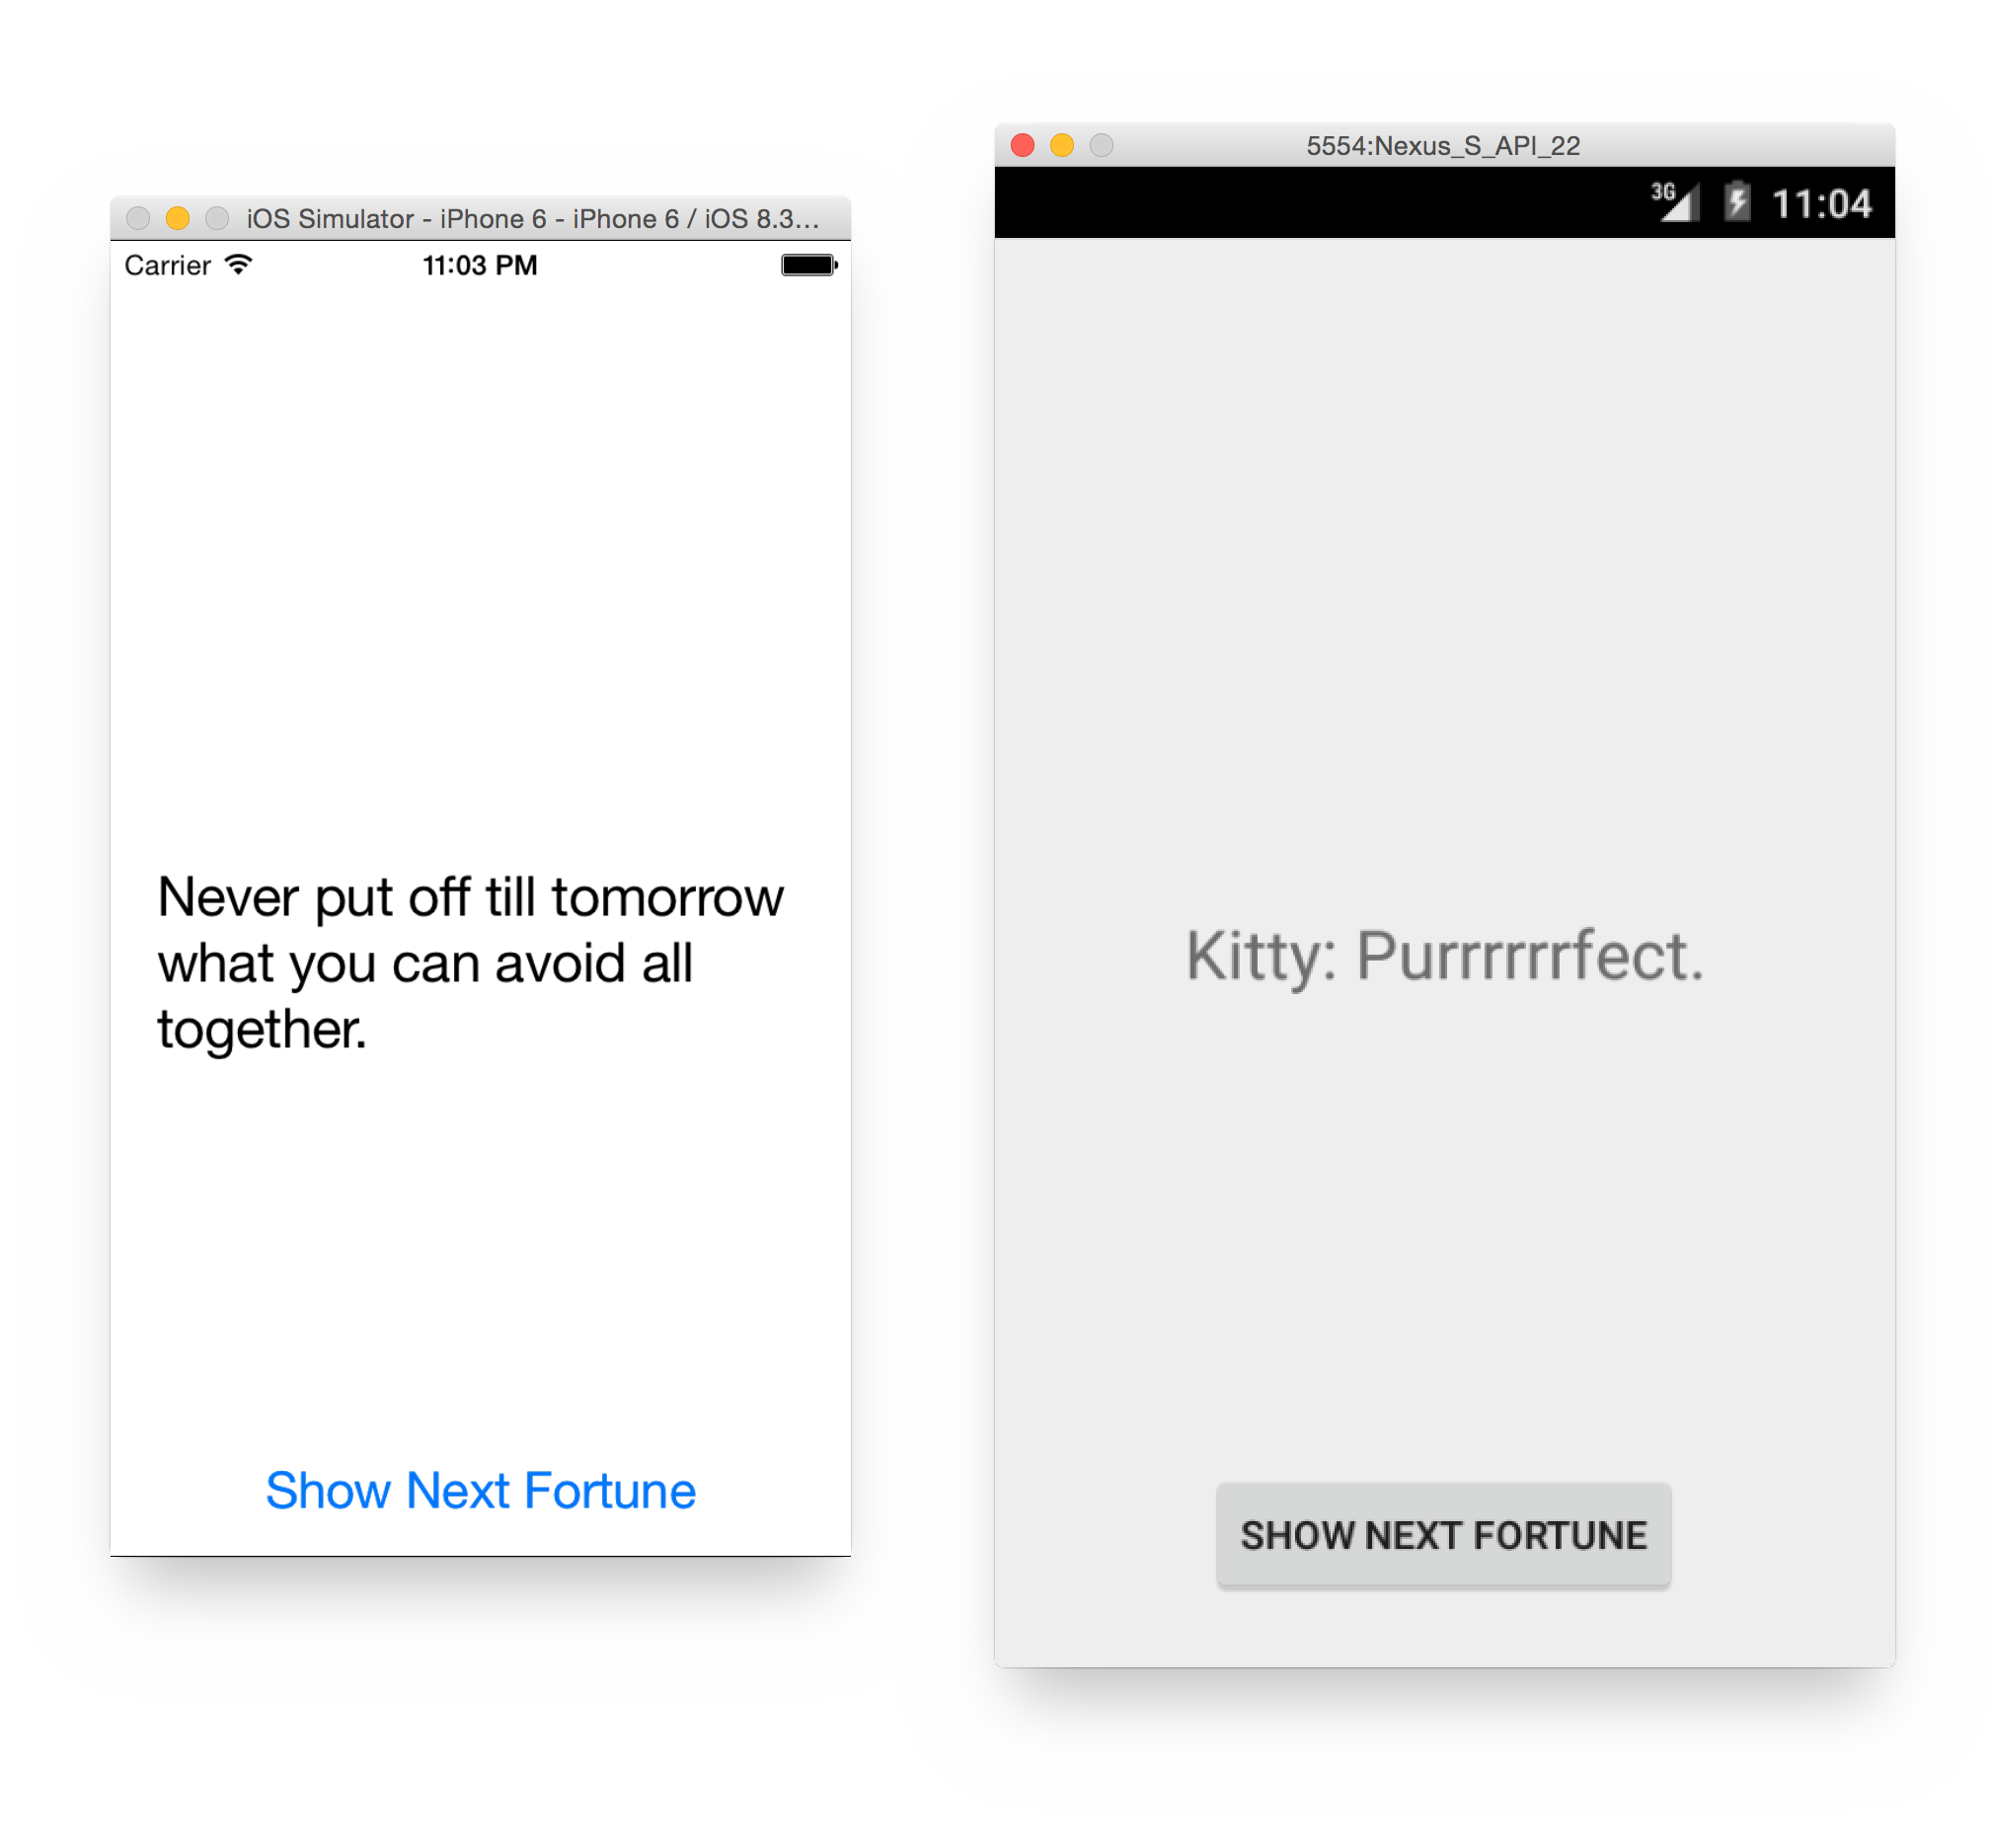 iOS Simulator - iPhone 6 - iPhone 6 / iOS 8.3...
Carrier 11:03 PM
Never put off till tomorrow
what you can avoid all
together.
Show Next Fortune
5554:Nexus_S_API_22
3G 11:04
Kitty: Purrrrrrfect.
SHOW NEXT FORTUNE